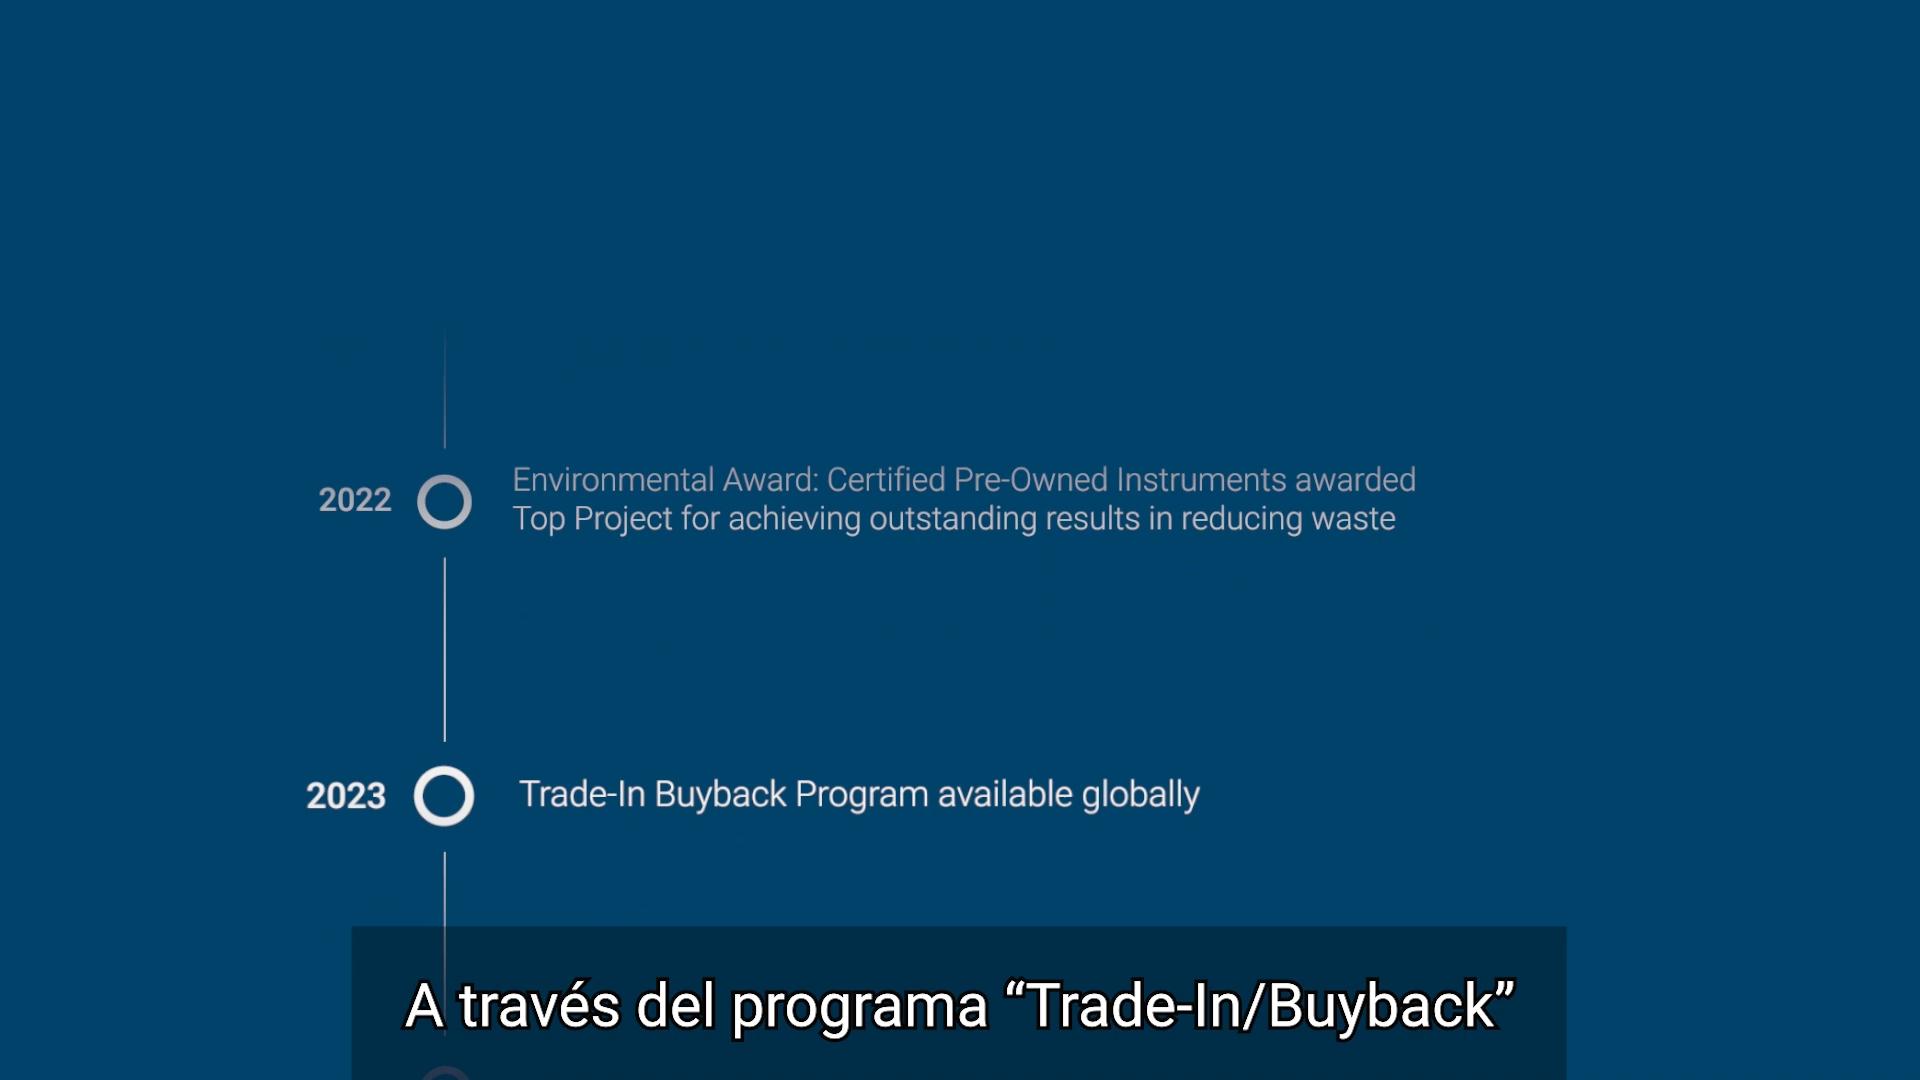 2022
Environmental Award: Certified Pre-Owned Instruments awarded
Top Project for achieving outstanding results in reducing waste
2023
Trade-In Buyback Program available globally
A través del programa “Trade-In/Buyback”